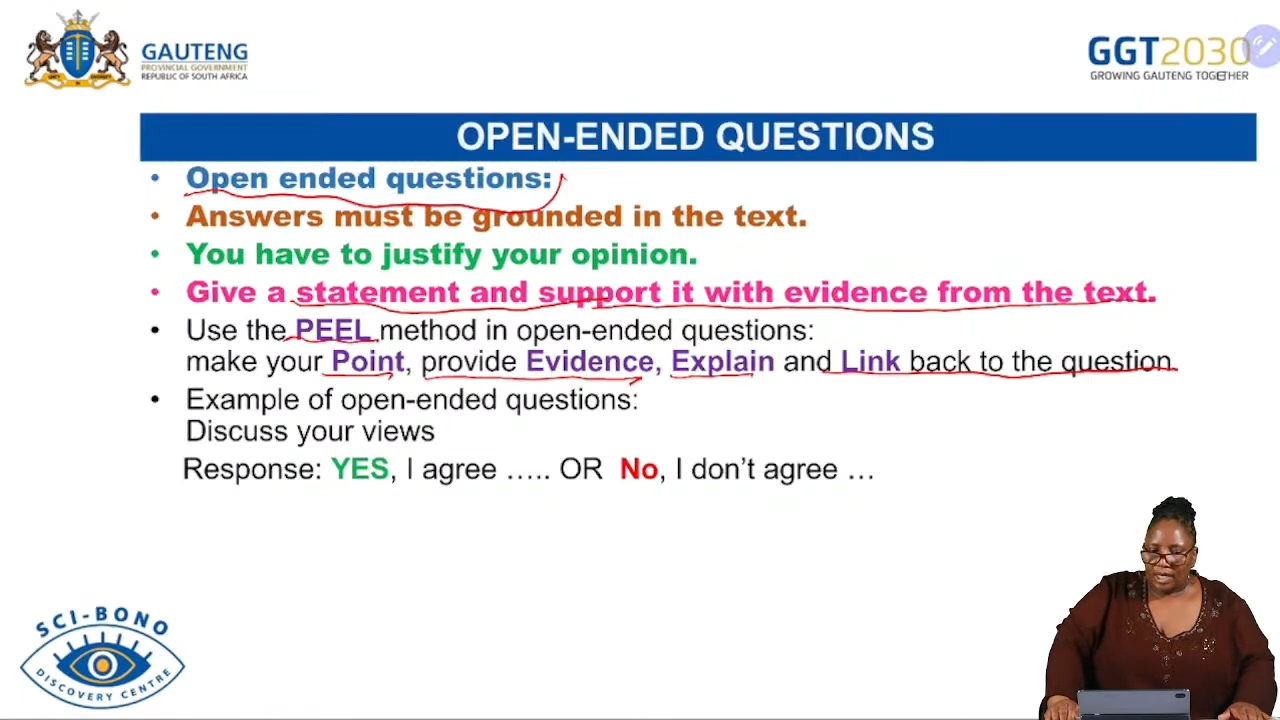 GAUTENG
PROVINCIAL GOVERNMENT
REPUBLIC OF SOUTH AFRICA
GGT2030
GROWING GAUTENG TOGETHER
OPEN-ENDED QUESTIONS
• Open ended questions:
• Answers must be grounded in the text.
• You have to justify your opinion.
• Give a statement and support it with evidence from the text.
• Use the PEEL method in open-ended questions:
make your Point, provide Evidence, Explain and Link back to the question.
• Example of open-ended questions:
Discuss your views
Response: YES, I agree ….. OR No, I don’t agree …
SCI-BONO
DISCOVERY CENTRE